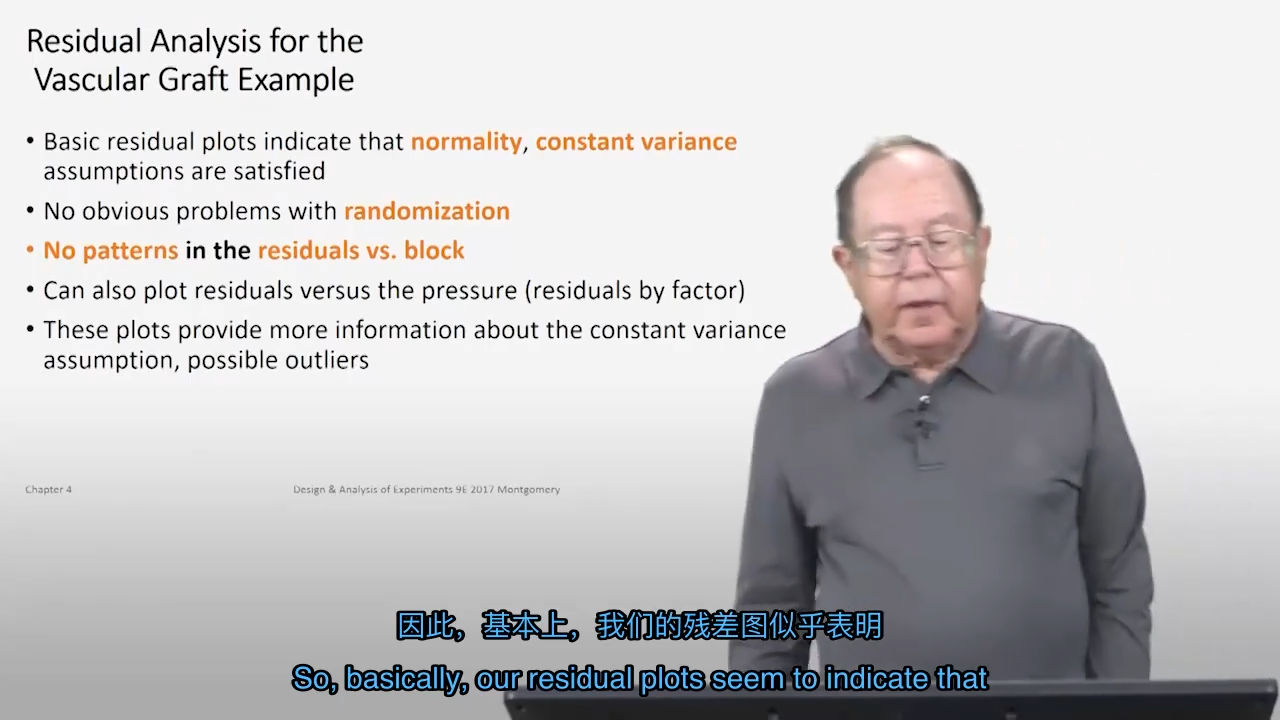 Residual Analysis for the
Vascular Graft Example
• Basic residual plots indicate that normality, constant variance
assumptions are satisfied
• No obvious problems with randomization
• No patterns in the residuals vs. block
• Can also plot residuals versus the pressure (residuals by factor)
• These plots provide more information about the constant variance
assumption, possible outliers
Chapter 4
Design & Analysis of Experiments 9E 2017 Montgomery
因此，基本上，我们的残差图似乎表明
So, basically, our residual plots seem to indicate that